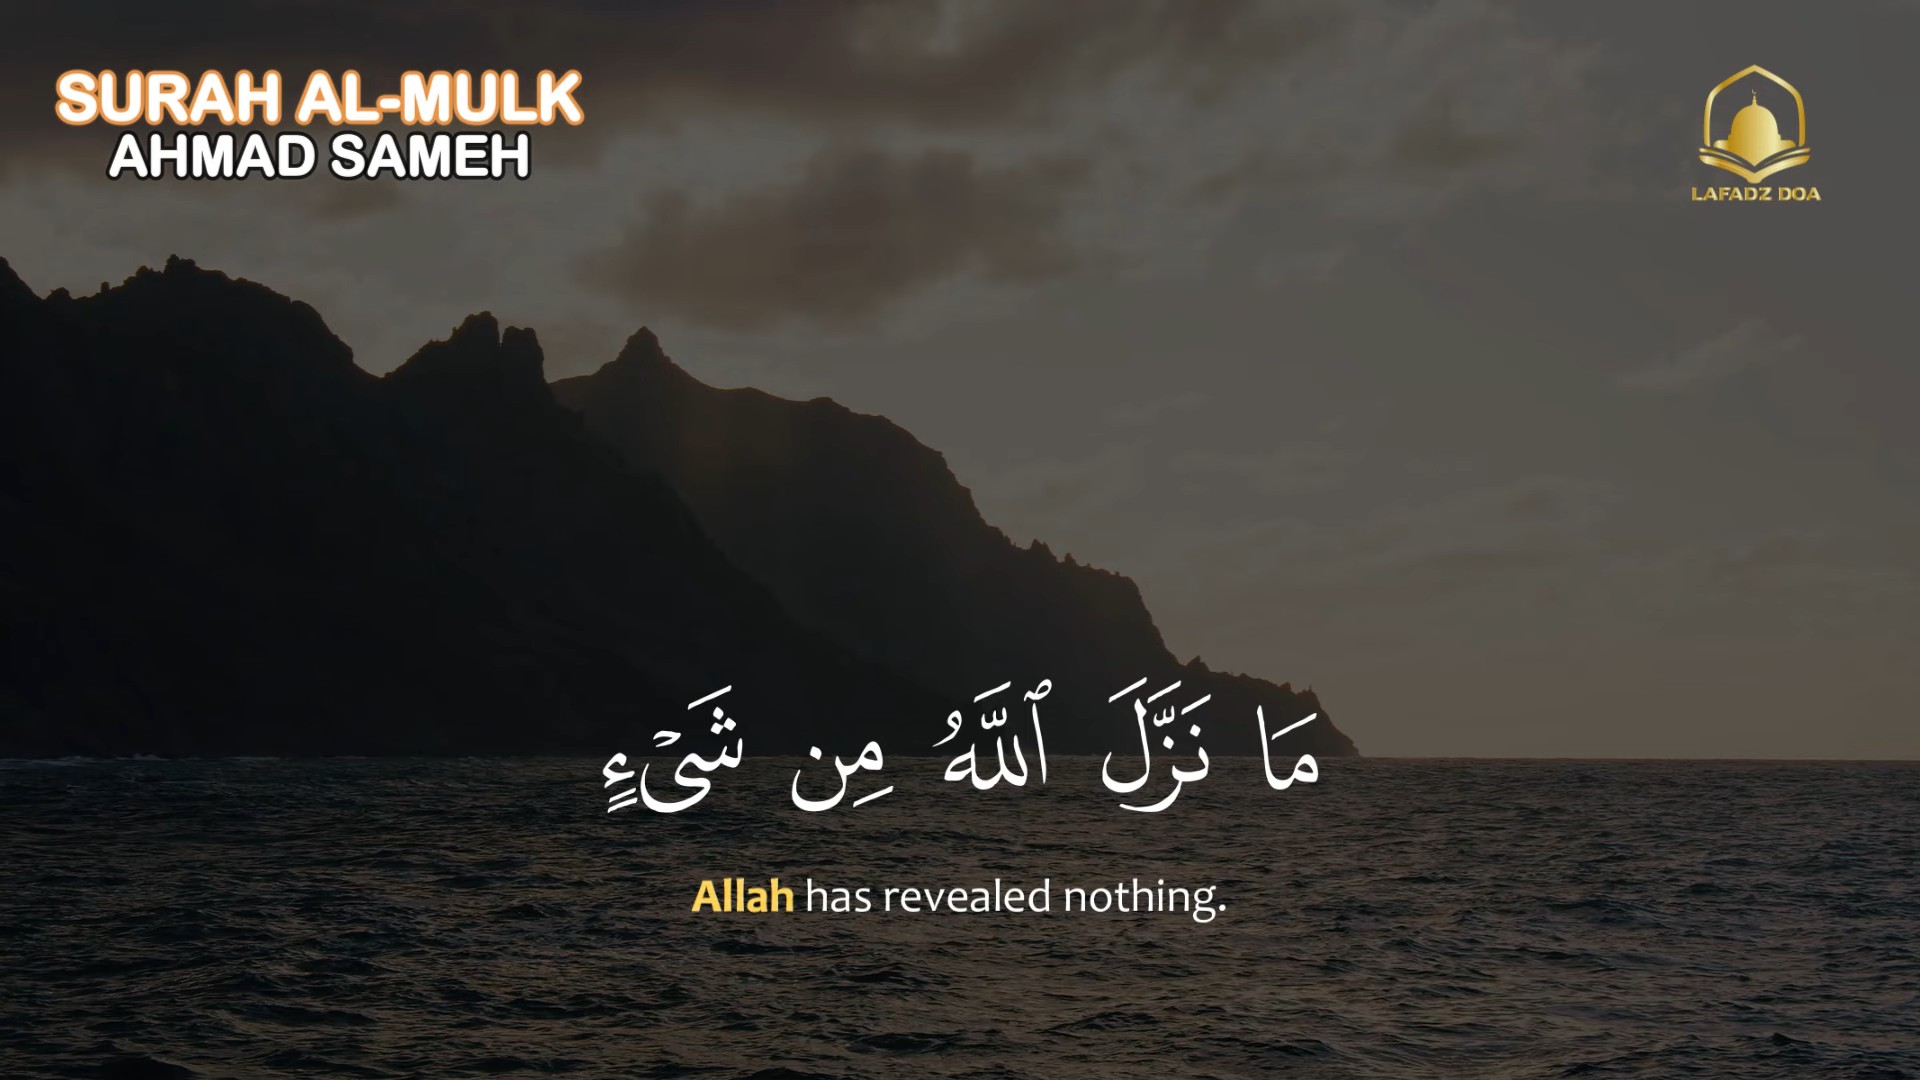 SURAH AL-MULK
AHMAD SAMEH
LAFADZ DOA
مَا نَزَّلَ ٱللَّهُ مِن شَىْءٍ
Allah has revealed nothing.